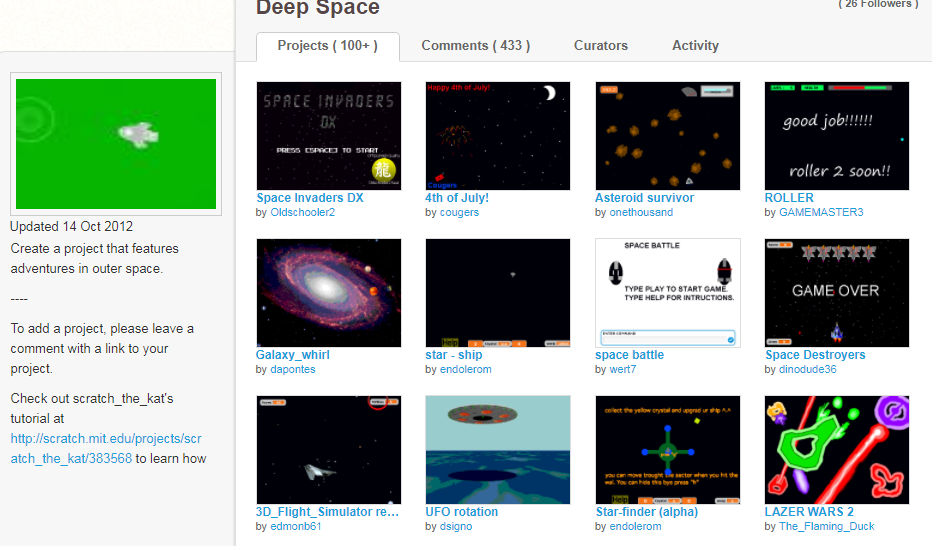 Deep Space
( 26 Followers )
Projects ( 100+ )
Comments ( 433 )
Curators
Activity
Updated 14 Oct 2012
Create a project that features
adventures in outer space.
----
To add a project, please leave a
comment with a link to your
project.
Check out scratch_the_kat's
tutorial at
http://scratch.mit.edu/projects/scr
atch_the_kat/383568 to learn how
SPACE INVADERS
DX
PRESS [SPACE] TO START
龍
Space Invaders DX
by Oldschooler2
Happy 4th of July!
Cougers
4th of July!
by cougers
Asteroid survivor
by onethousand
good job!!!!!!
roller 2 soon!!
ROLLER
by GAMEMASTER3
Galaxy_whirl
by dapontes
star - ship
by endolerom
SPACE BATTLE
TYPE PLAY TO START GAME.
TYPE HELP FOR INTRUCTIONS.
ENTER COMMAND
space battle
by wert7
GAME OVER
Space Destroyers
by dinodude36
3D_Flight_Simulator re...
by edmonb61
UFO rotation
by dsigno
collect the yellow crystal and upgrad ur ship ^.^
you can move trought the sector when you hit the
wal. You can hide this bye press "h"
Help
Star-finder (alpha)
by endolerom
LAZER WARS 2
by The_Flaming_Duck